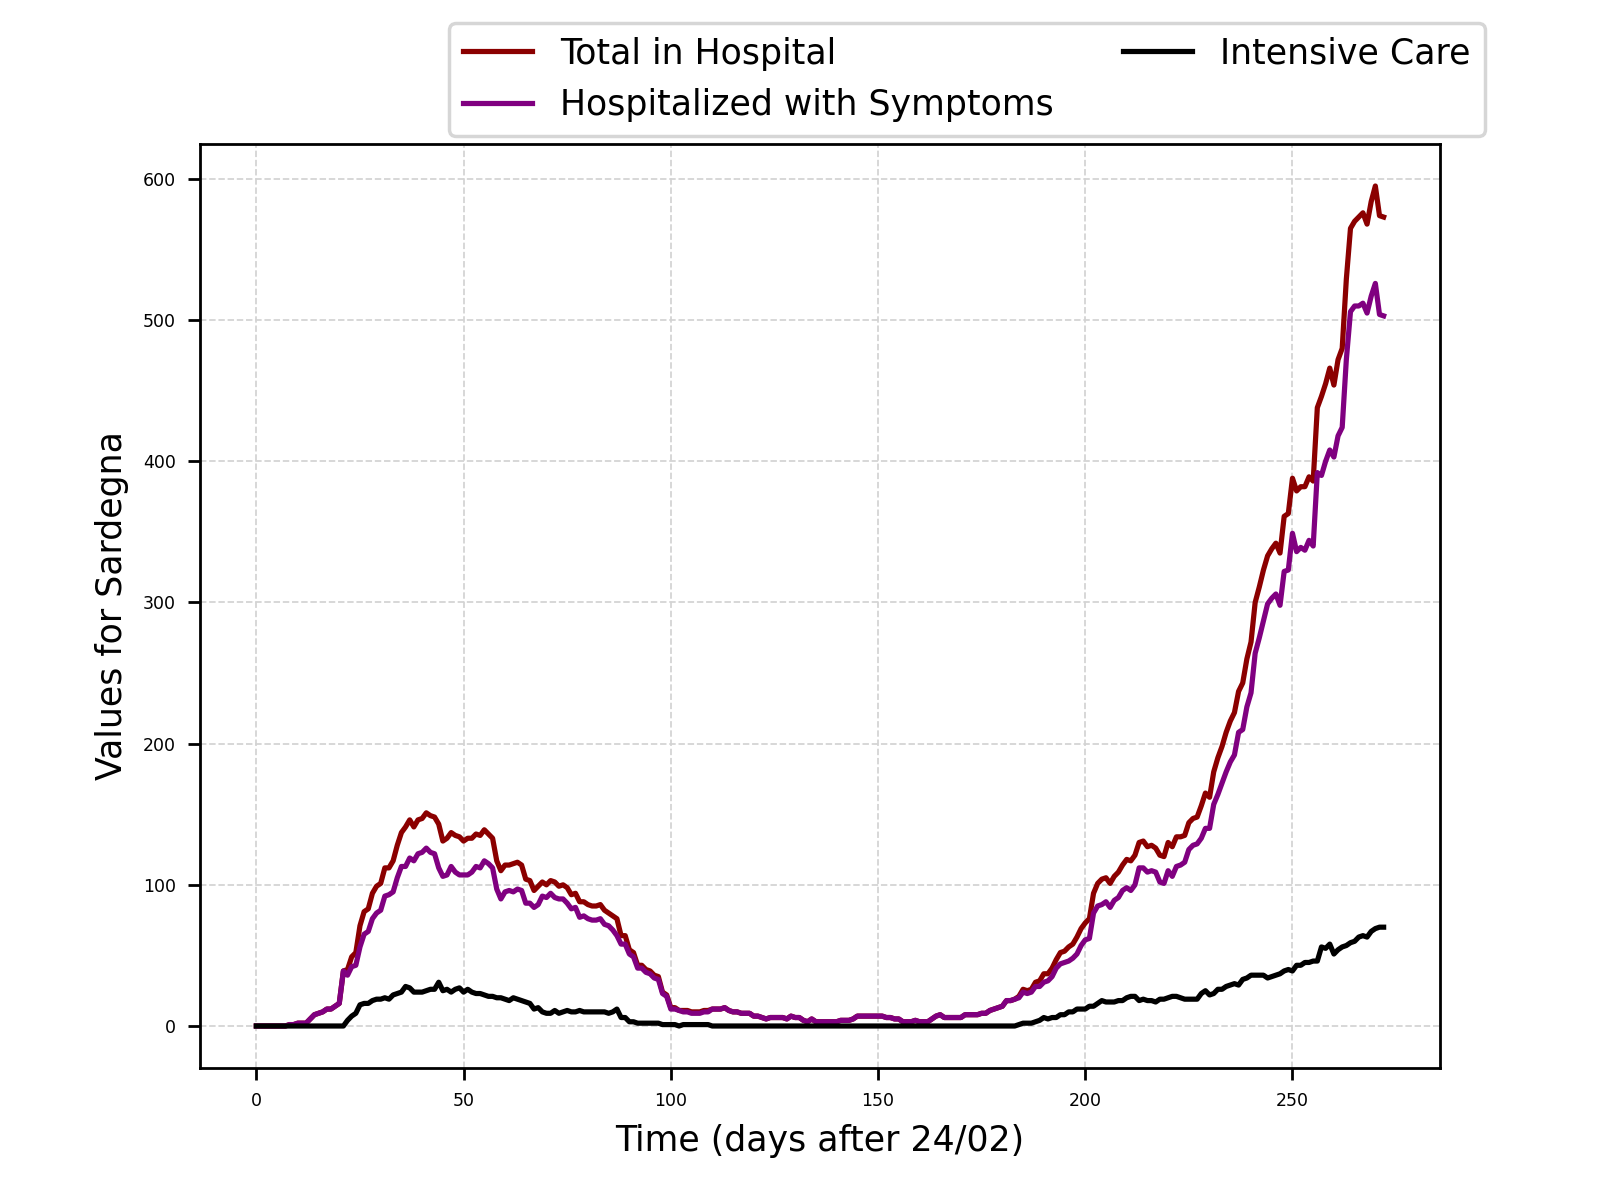 Total in Hospital
Hospitalized with Symptoms
Intensive Care
600
500
400
300
200
100
0
Values for Sardegna
0 50 100 150 200 250
Time (days after 24/02)